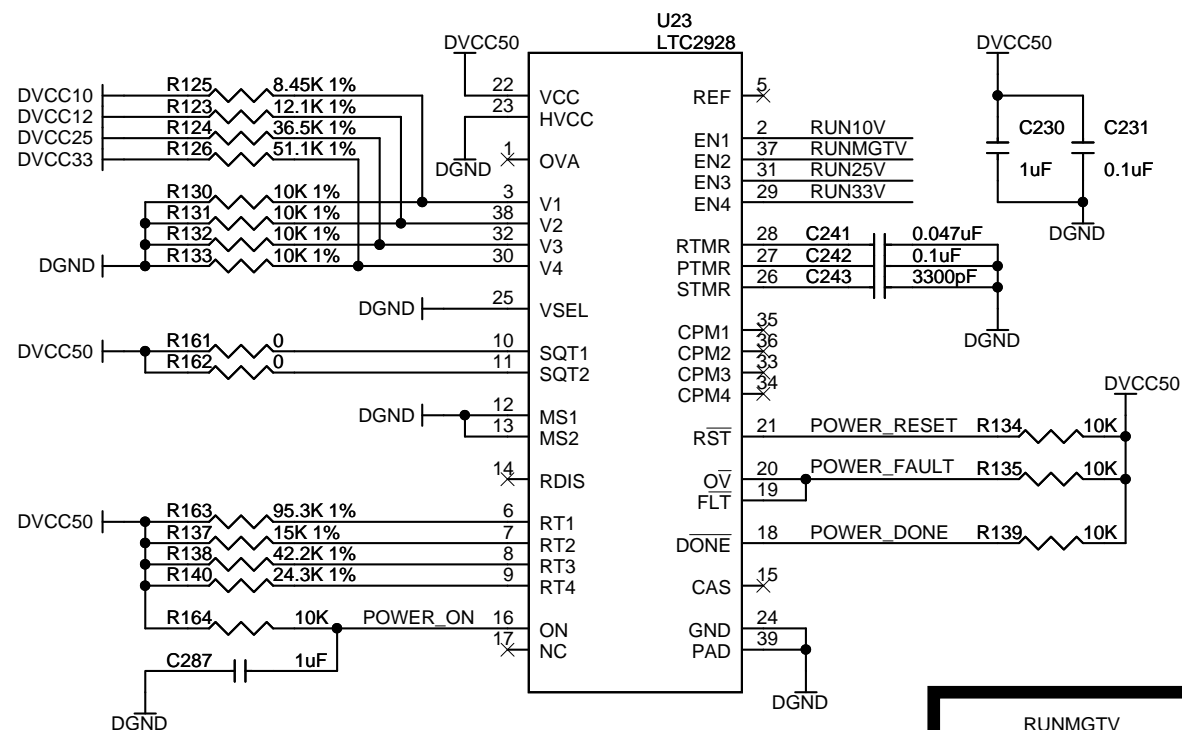 U23
LTC2928
DVCC50
DVCC50
DVCC10
DVCC12
DVCC25
DVCC33
R125 8.45K 1%
R123 12.1K 1%
R124 36.5K 1%
R126 51.1K 1%
R130 10K 1%
R131 10K 1%
R132 10K 1%
R133 10K 1%
DGND
DGND
22 VCC
23 HVCC
1 OVA
3 V1
38 V2
32 V3
30 V4
DGND 25 VSEL
DVCC50
R161 0 10 SQT1
R162 0 11 SQT2
DGND
12 MS1
13 MS2
14 RDIS
DVCC50
R163 95.3K 1% 6 RT1
R137 15K 1% 7 RT2
R138 42.2K 1% 8 RT3
R140 24.3K 1% 9 RT4
R164 10K POWER_ON 16 ON
17 NC
C287 1uF
DGND
REF 5
EN1 2 RUN10V
EN2 37 RUNMGTV
EN3 31 RUN25V
EN4 29 RUN33V
RTMR 28 C241 0.047uF
PTMR 27 C242 0.1uF
STMR 26 C243 3300pF
DGND
CPM1 35
CPM2 36
CPM3 33
CPM4 34
DVCC50
RST 21 POWER_RESET R134 10K
OV 20 POWER_FAULT R135 10K
FLT 19
DONE 18 POWER_DONE R139 10K
CAS 15
GND 24
PAD 39
DGND
C230 C231
1uF 0.1uF
DGND
RUNMGTV